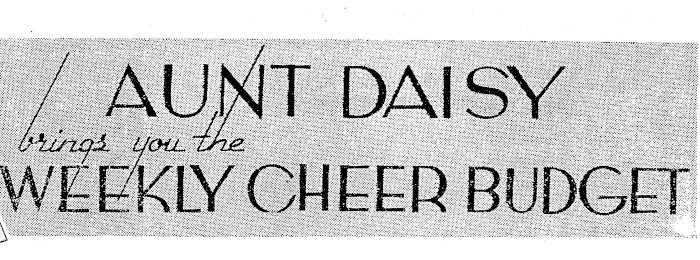 AUNT DAISY
brings you the
WEEKLY CHEER BUDGET